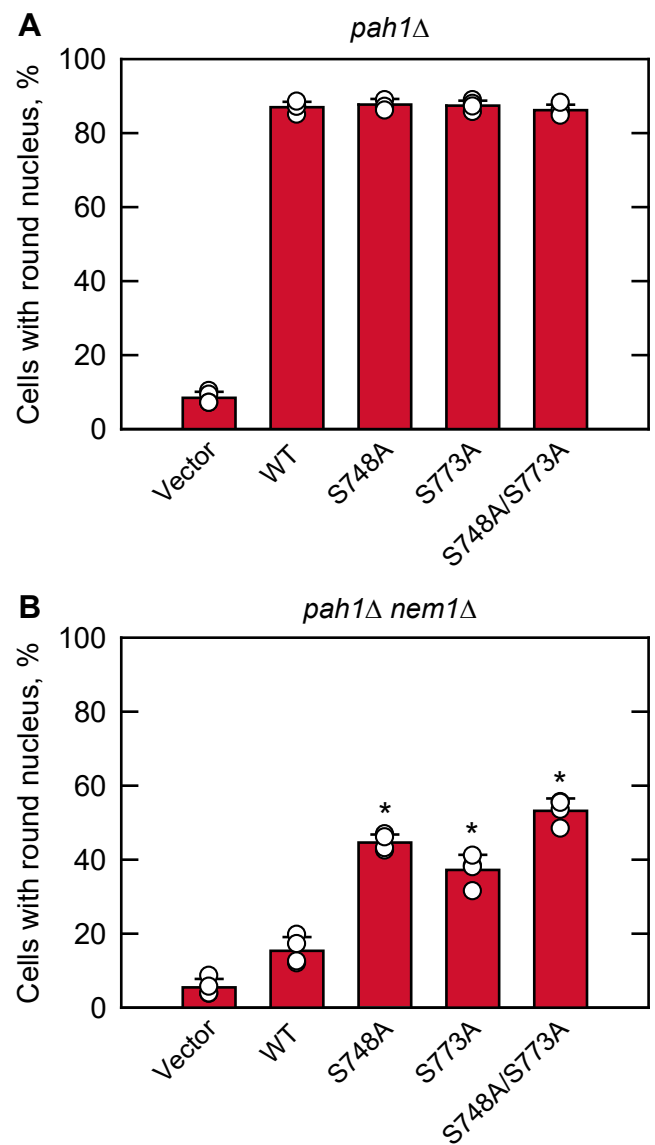 A
pah1Δ
Cells with round nucleus, %
100
80
60
40
20
0
Vector
WT
S748A
S773A
S748A/S773A
B
pah1Δ nem1Δ
Cells with round nucleus, %
100
80
60
40
20
0
*
*
*
Vector
WT
S748A
S773A
S748A/S773A